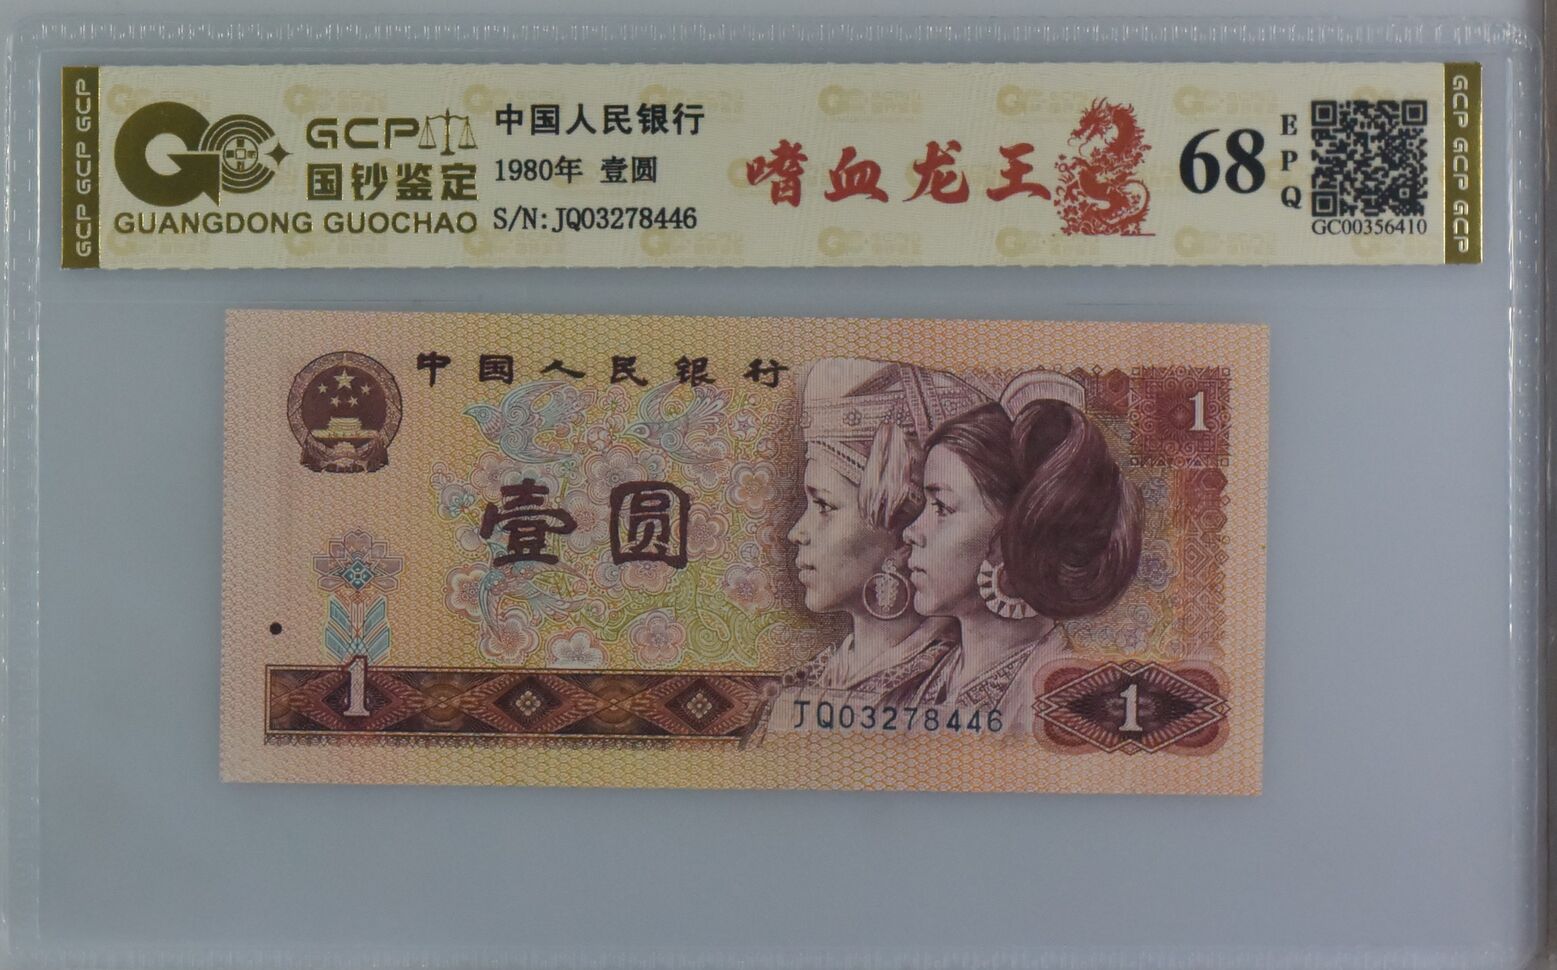 GCP GCP GCP
GCP
国钞鉴定
GUANGDONG GUOCHAO
中国人民银行
1980年 壹圆
S/N: JQ03278446
嗜血龙王
68
EPQ
GC00356410
GCP GCP GCP
中国人民银行
1
壹圆
1
JQ03278446
1